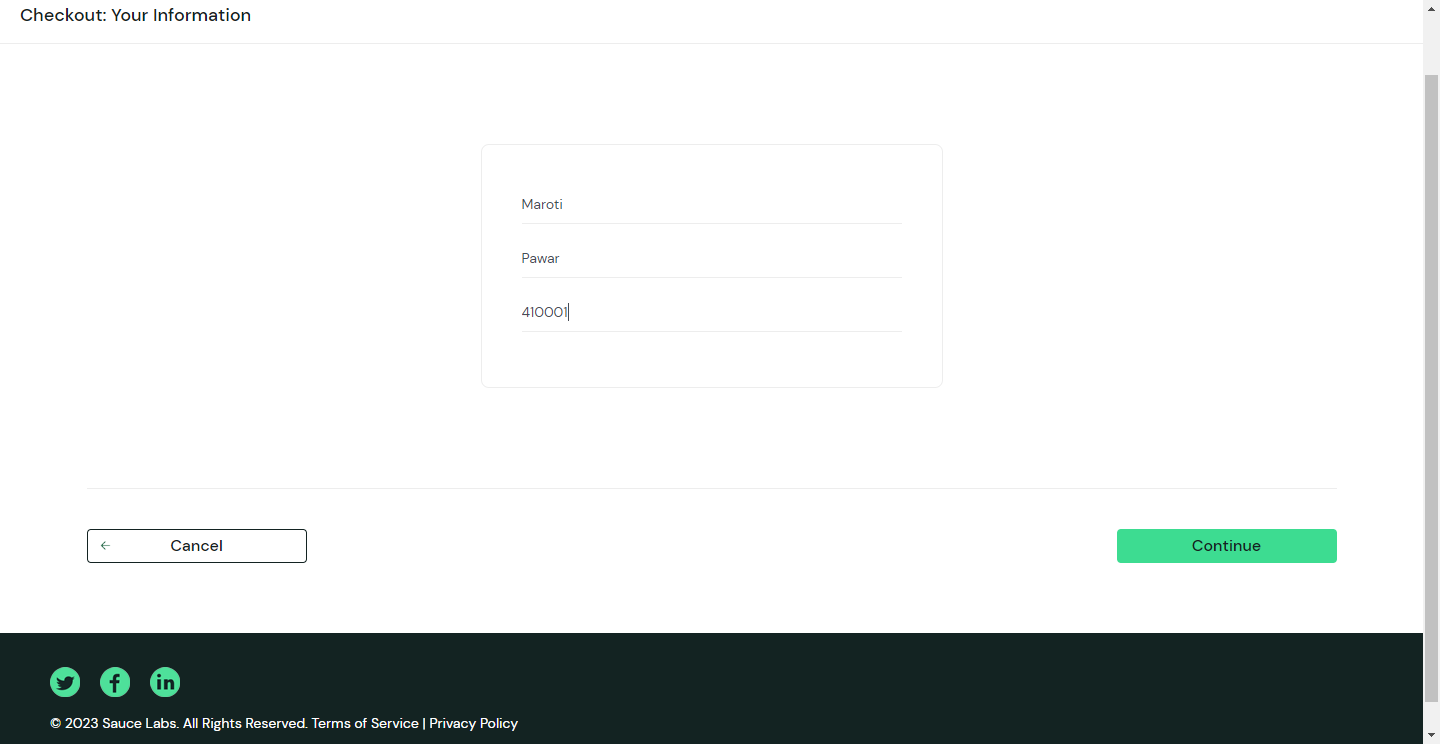 Checkout: Your Information
Maroti
Pawar
410001
Cancel
Continue
© 2023 Sauce Labs. All Rights Reserved. Terms of Service | Privacy Policy